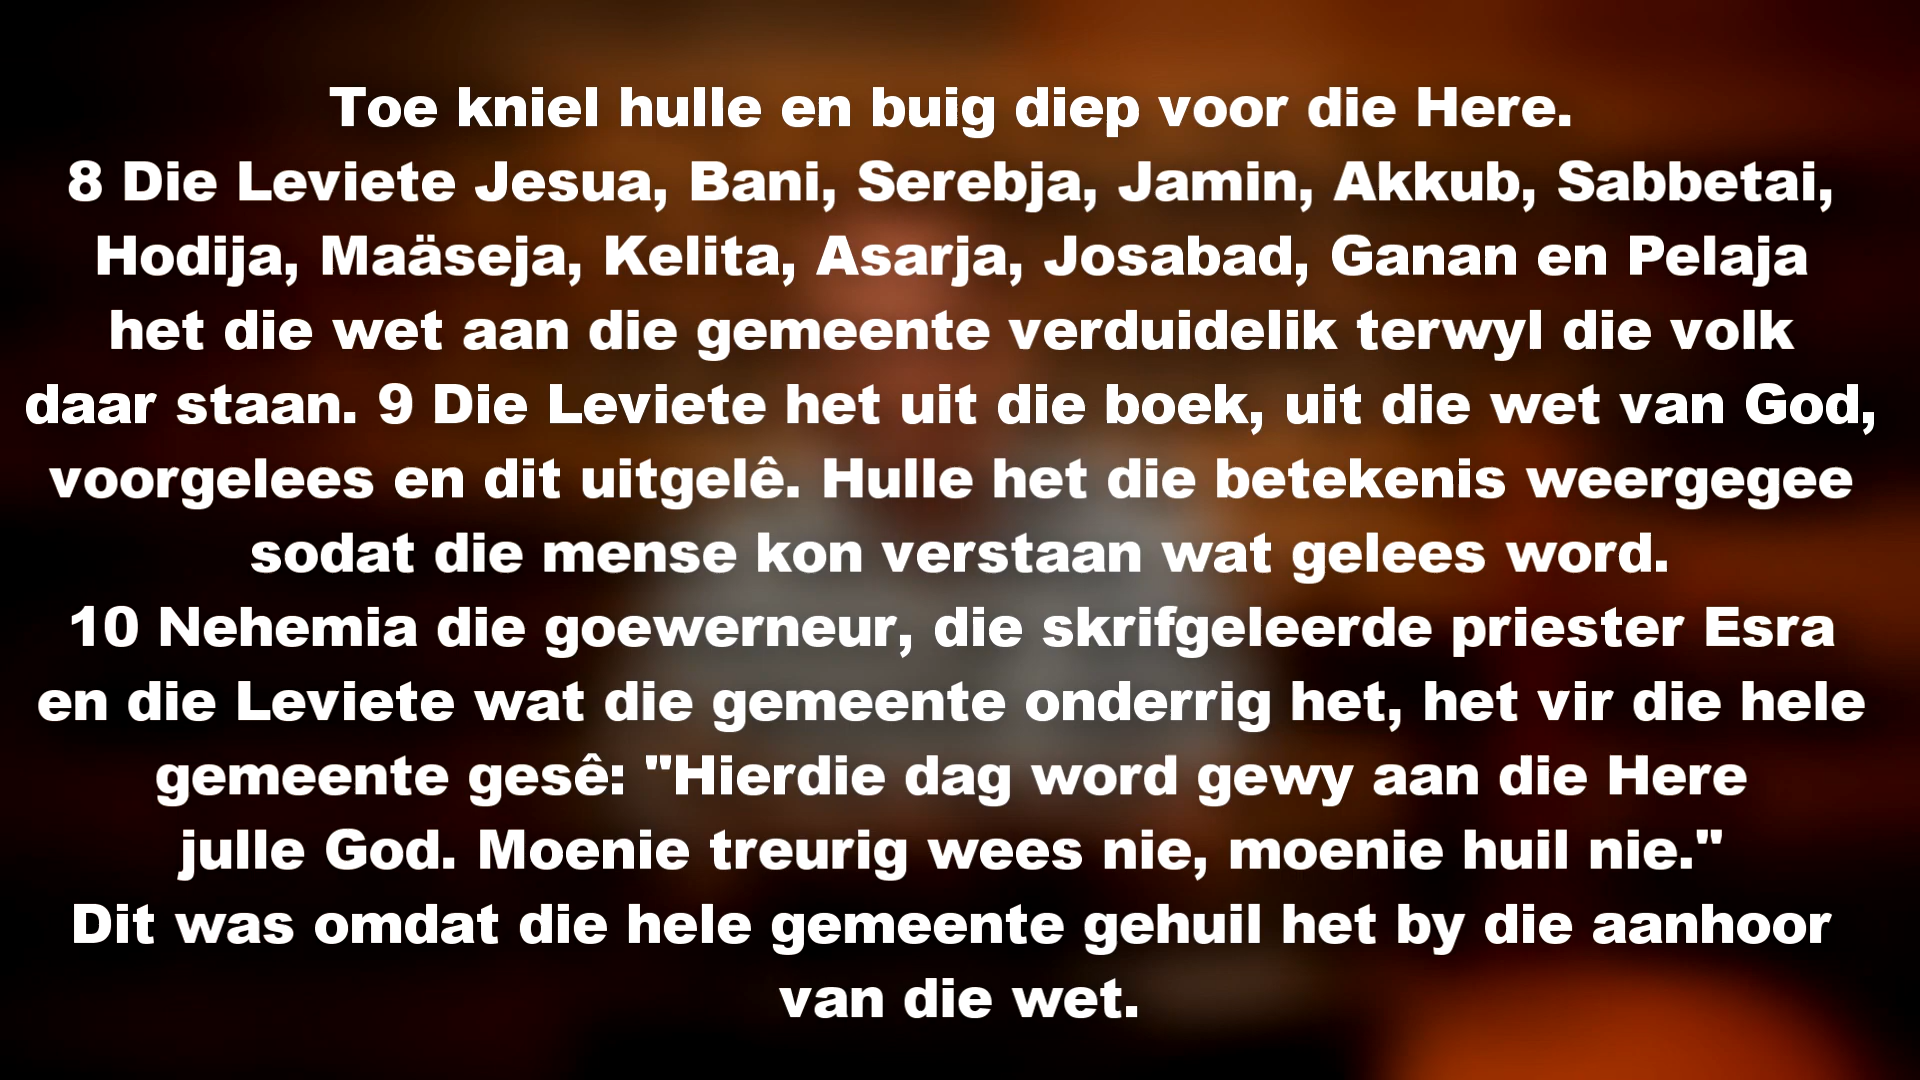 Toe kniel hulle en buig diep voor die Here.
8 Die Leviete Jesua, Bani, Serebja, Jamin, Akkub, Sabbetai,
Hodija, Maäseja, Kelita, Asarja, Josabad, Ganan en Pelaja
het die wet aan die gemeente verduidelik terwyl die volk
daar staan. 9 Die Leviete het uit die boek, uit die wet van God,
voorgelees en dit uitgelê. Hulle het die betekenis weergegee
sodat die mense kon verstaan wat gelees word.
10 Nehemia die goewerneur, die skrifgeleerde priester Esra
en die Leviete wat die gemeente onderrig het, het vir die hele
gemeente gesê: "Hierdie dag word gewy aan die Here
julle God. Moenie treurig wees nie, moenie huil nie."
Dit was omdat die hele gemeente gehuil het by die aanhoor
van die wet.